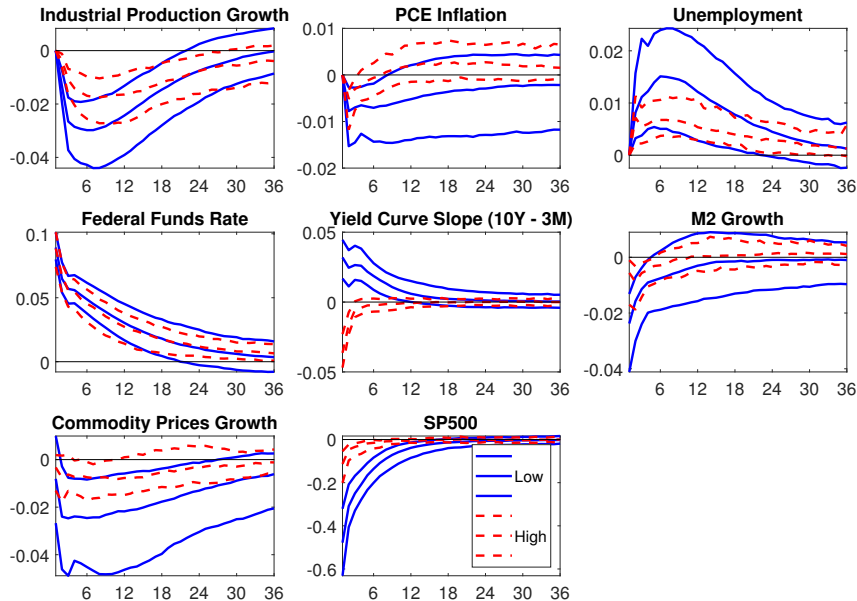 Industrial Production Growth
PCE Inflation
Unemployment
0
-0.02
-0.04
6 12 18 24 30 36
0.01
0
-0.01
-0.02
6 12 18 24 30 36
0.02
0.01
0
6 12 18 24 30 36
Federal Funds Rate
Yield Curve Slope (10Y - 3M)
M2 Growth
0.1
0.05
0
6 12 18 24 30 36
0.05
0
-0.05
6 12 18 24 30 36
0
-0.02
-0.04
6 12 18 24 30 36
Commodity Prices Growth
SP500
0
-0.02
-0.04
6 12 18 24 30 36
0
-0.2
-0.4
-0.6
6 12 18 24 30 36
Low
High